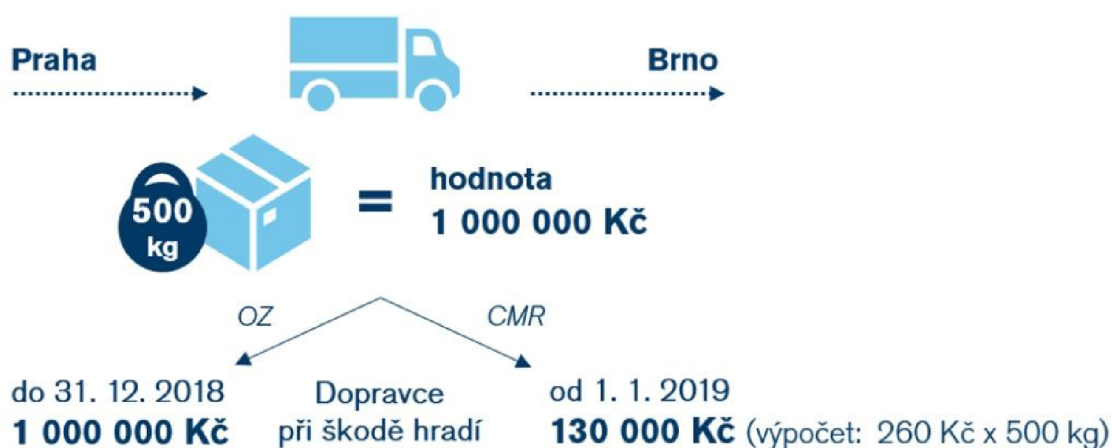 Praha
Brno
500
kg
=
hodnota
1 000 000 Kč
OZ
CMR
do 31. 12. 2018
1 000 000 Kč
Dopravce
při škodě hradí
od 1. 1. 2019
130 000 Kč (výpočet: 260 Kč x 500 kg)